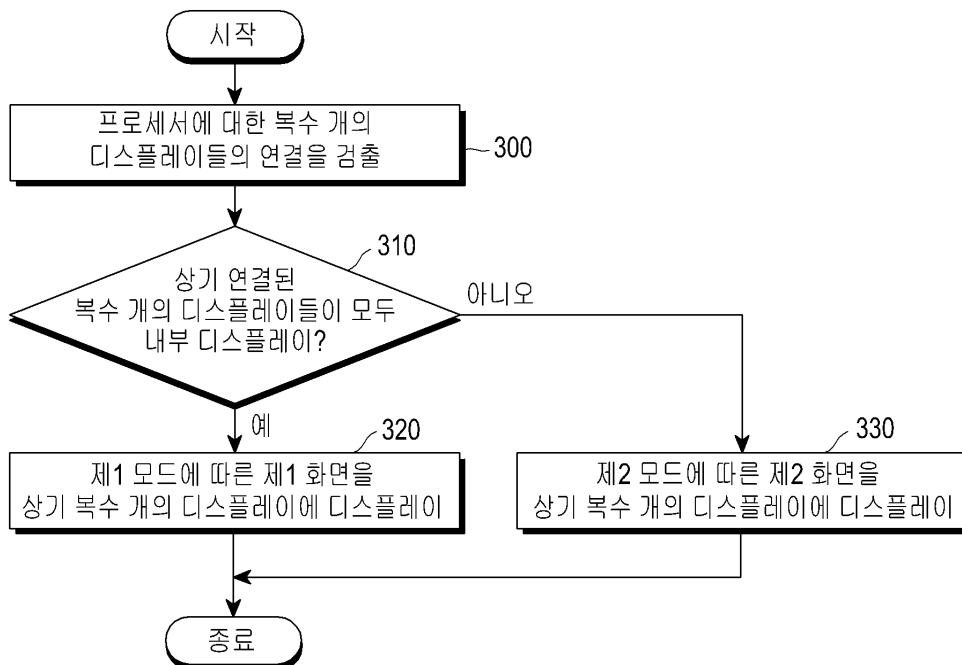 시작
프로세서에 대한 복수 개의
디스플레이들의 연결을 검출
300
310
상기 연결된
복수 개의 디스플레이들이 모두
내부 디스플레이?
아니오
예
320
제1 모드에 따른 제1 화면을
상기 복수 개의 디스플레이에 디스플레이
330
제2 모드에 따른 제2 화면을
상기 복수 개의 디스플레이에 디스플레이
종료